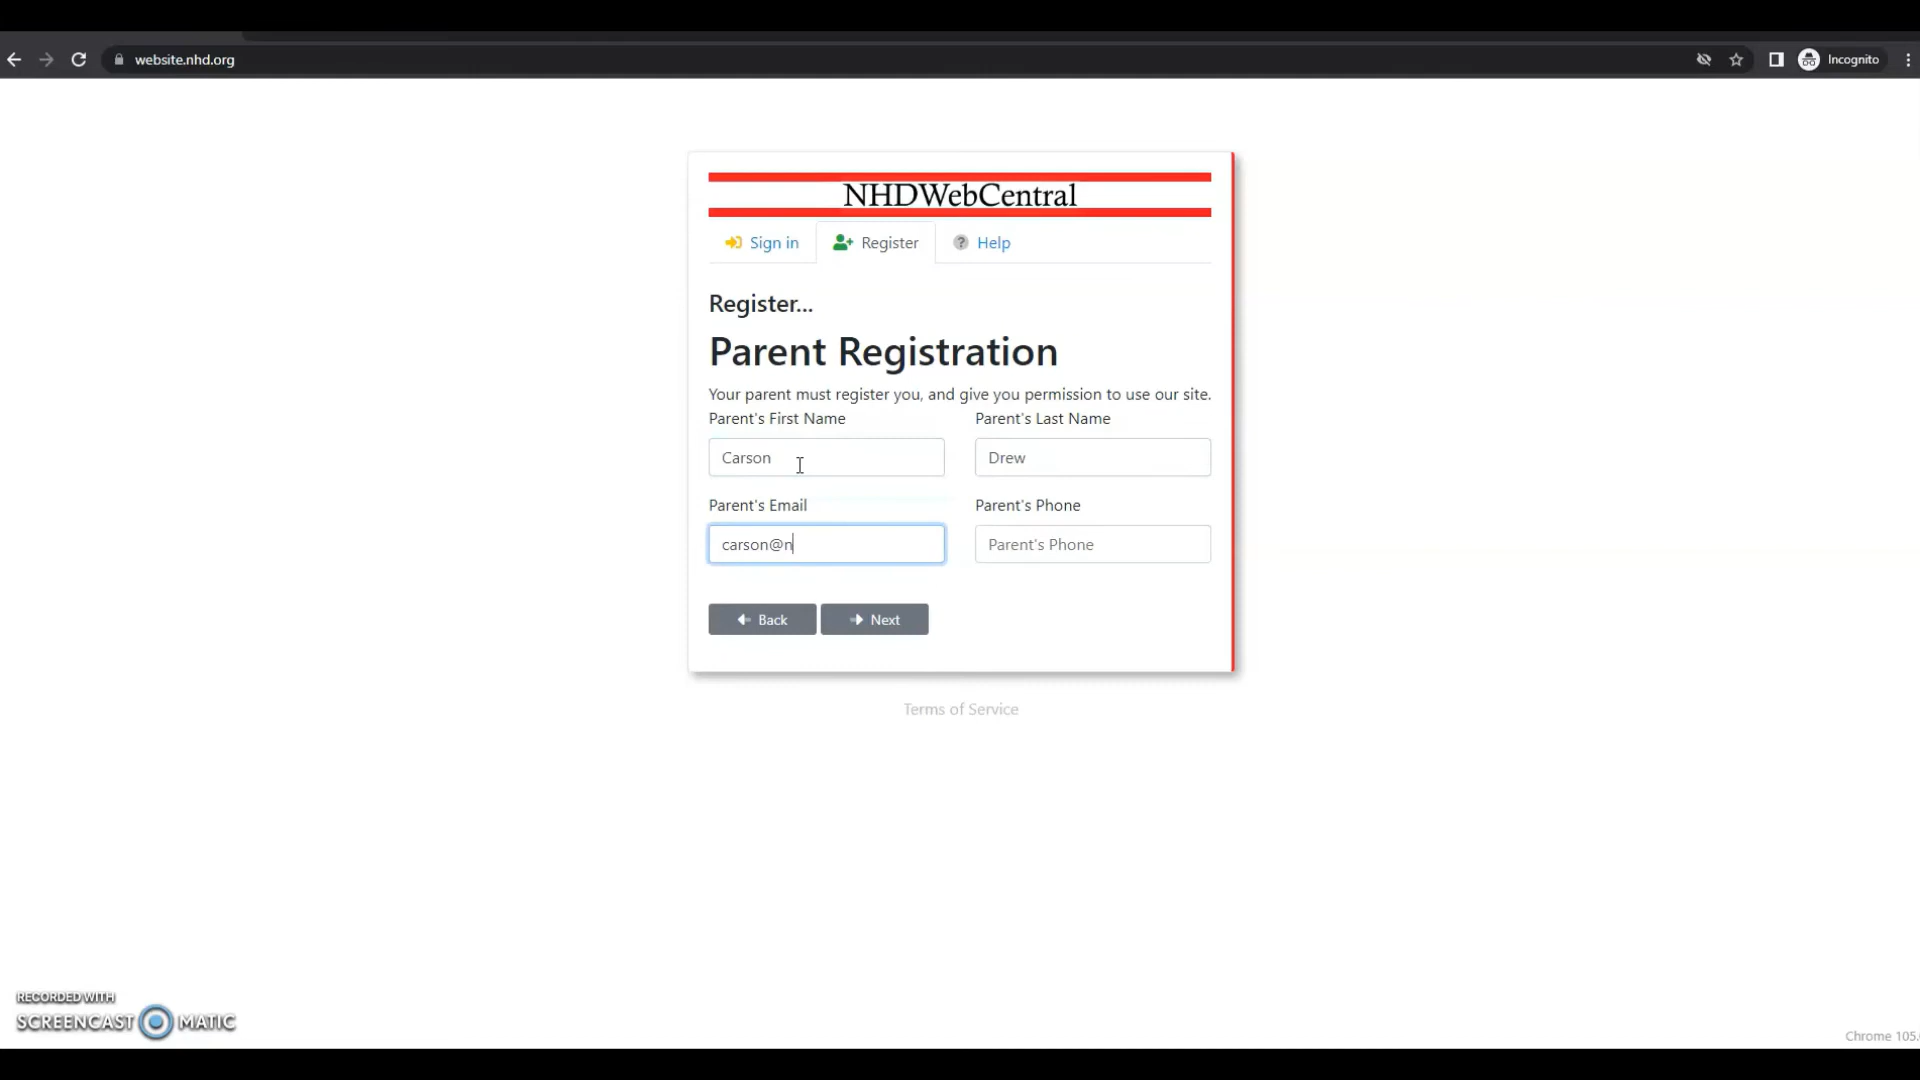 website.nhd.org
Incognito
NHDWebCentral
Sign in
Register
Help
Register...
Parent Registration
Your parent must register you, and give you permission to use our site.
Parent's First Name
Parent's Last Name
Carson
Drew
Parent's Email
Parent's Phone
carson@n
Parent's Phone
Back
Next
Terms of Service
RECORDED WITH
SCREENCAST MATIC
Chrome 105.